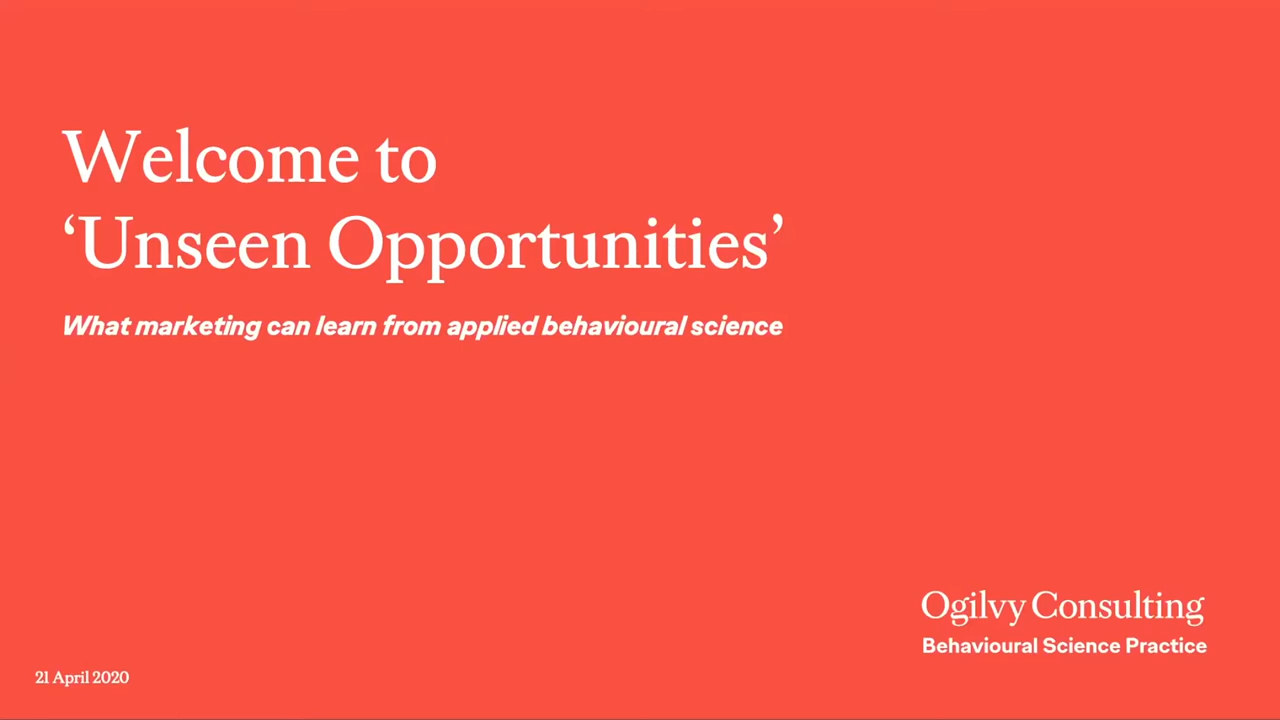 Welcome to
‘Unseen Opportunities’
What marketing can learn from applied behavioural science
Ogilvy Consulting
Behavioural Science Practice
21 April 2020